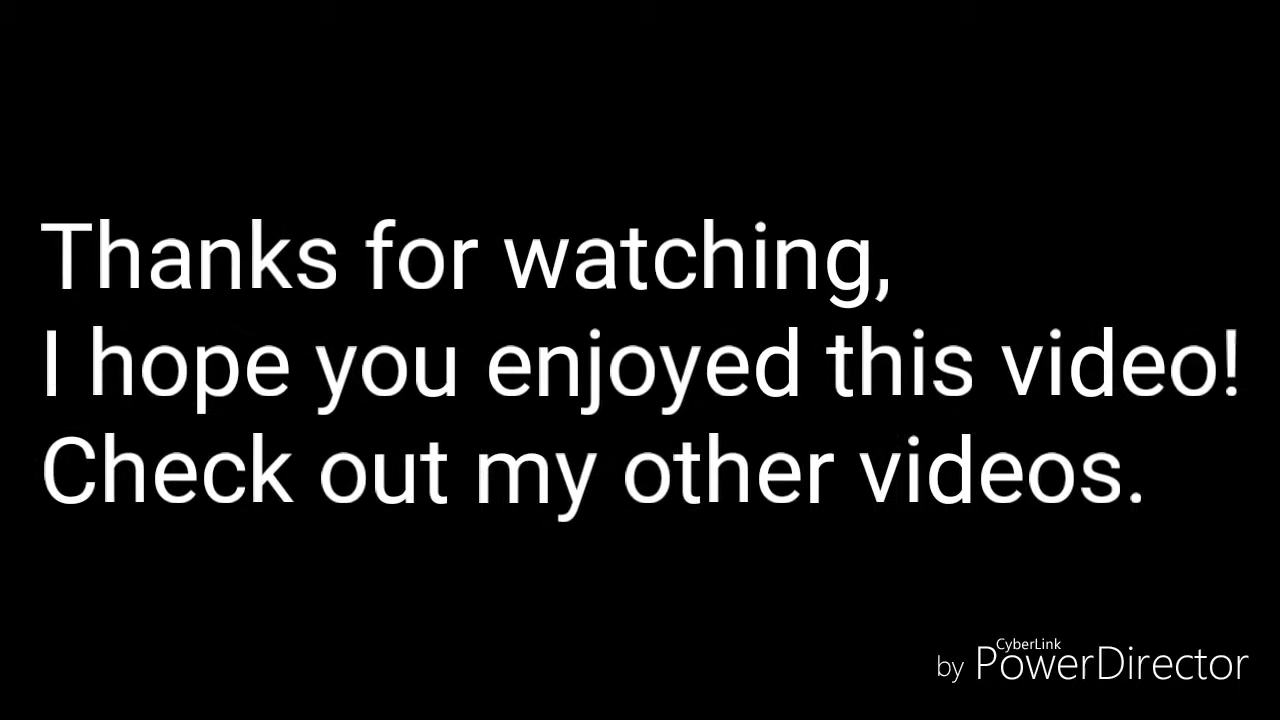 Thanks for watching,
I hope you enjoyed this video!
Check out my other videos.
CyberLink
by PowerDirector